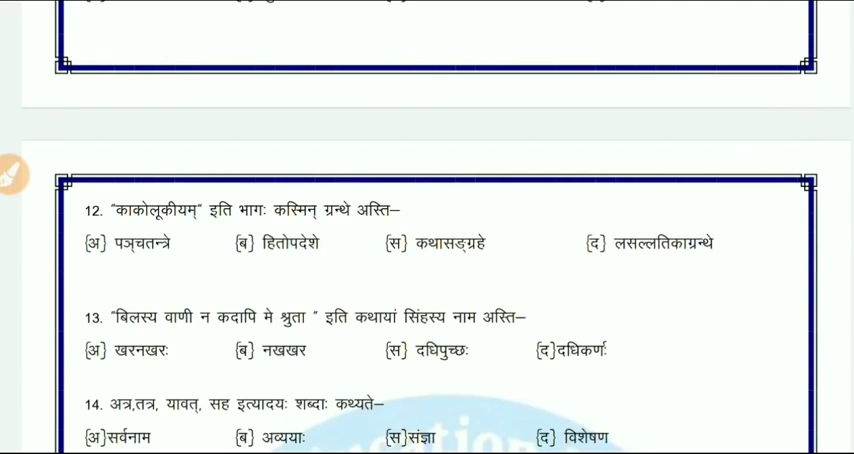 12. "काकोलूकीयम्" इति भागः कस्मिन् ग्रन्थे अस्ति–
{अ} पञ्चतन्त्रे {ब} हितोपदेशे {स} कथासङ्ग्रहे {द} लसल्लतिकाग्रन्थे
13. "बिलस्य वाणी न कदापि मे श्रुता " इति कथायां सिंहस्य नाम अस्ति–
{अ} खरनखरः {ब} नखखर {स} दधिपुच्छः {द}दधिकर्णः
14. अत्र,तत्र, यावत्, सह इत्यादयः शब्दाः कथ्यते–
{अ}सर्वनाम {ब} अव्ययाः {स}संज्ञा {द} विशेषण